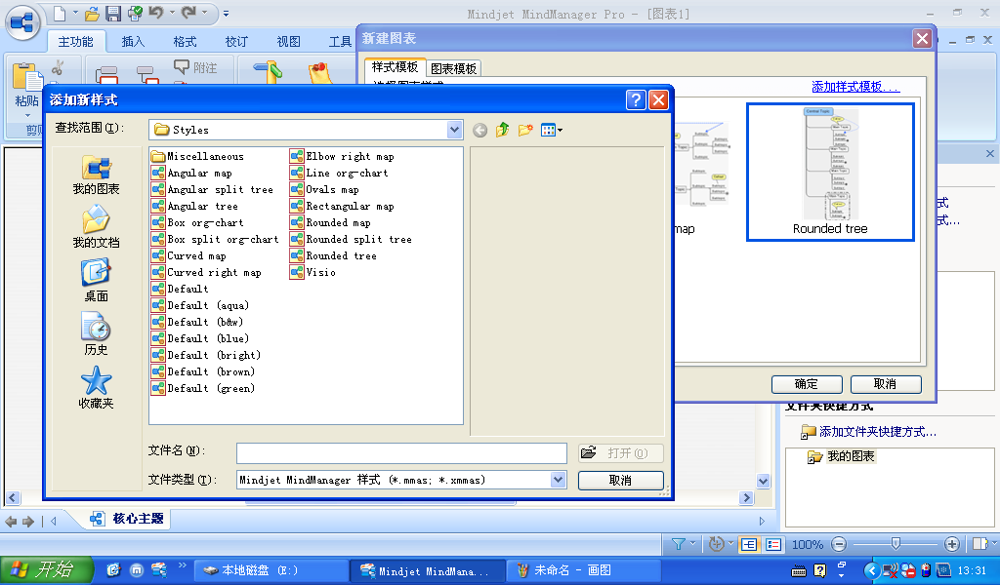 Mindjet MindManager Pro - [图表1]
主功能 插入 格式 校订 视图 工具
新建图表
样式模板 图表模板
粘贴
附注
添加样式模板...
添加新样式
查找范围(I):
Styles
Miscellaneous
Angular map
Angular split tree
Angular tree
Box org-chart
Box split org-chart
Curved map
Curved right map
Default
Default (aqua)
Default (b&w)
Default (blue)
Default (bright)
Default (brown)
Default (green)
Elbow right map
Line org-chart
Ovals map
Rectangular map
Rounded map
Rounded split tree
Rounded tree
Visio
我的图表
我的文档
桌面
历史
收藏夹
文件名(N):
打开(O)
文件类型(T):
Mindjet MindManager 样式 (*.mmas; *.xmmas)
取消
map
Rounded tree
确定
取消
式
式...
文件夹快捷方式
添加文件夹快捷方式...
我的图表
核心主题
100%
开始
本地磁盘 (E:)
Mindjet MindMana...
未命名 - 画图
13:31